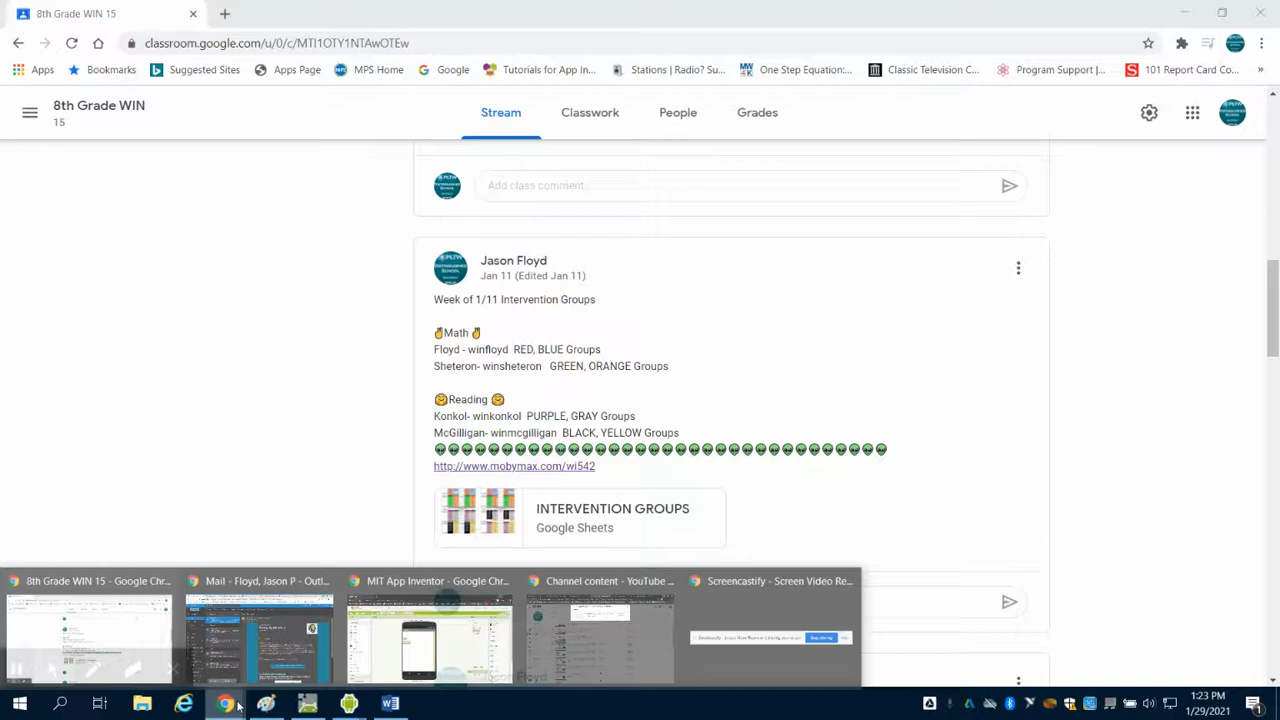 8th Grade WIN 15
classroom.google.com/u/0/c/MTI1OTY1NTAwOTEw
Apps
Bookmarks
Suggested Sites
Apps Page
MPS Home
Google
Tutorials for App In...
Stations | Radio? Su...
One Step Equation:...
Classic Television C...
Program Support |...
101 Report Card Co...
»
8th Grade WIN
15
Stream
Classwork
People
Grades
Add class comment
Jason Floyd
Jan 11 (Edited Jan 11)
Week of 1/11 Intervention Groups
✌Math ✌
Floyd - winfloyd RED, BLUE Groups
Sheteron- winsheteron GREEN, ORANGE Groups
🤗Reading 🤗
Konkol- winkonkol PURPLE, GRAY Groups
McGilligan- winmcgilligan BLACK, YELLOW Groups
http://www.mobymax.com/wi542
INTERVENTION GROUPS
Google Sheets
8th Grade WIN 15 - Google Chr...
Mail - Floyd, Jason P - Outl...
MIT App Inventor - Google Chr...
Channel content - YouTube ...
Screencastify - Screen Video Re...
Stop sharing
Jason Floyd
1:23 PM
1/29/2021